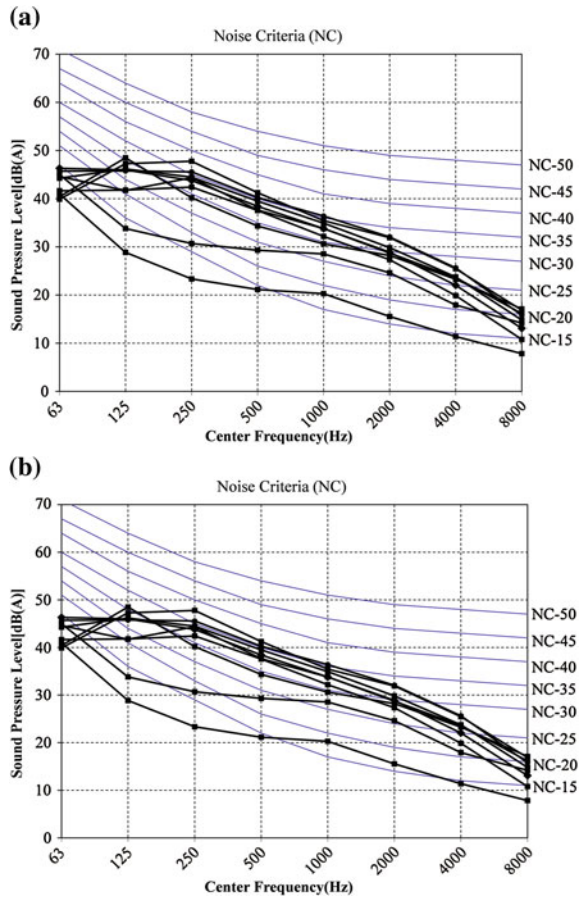 (a)
Noise Criteria (NC)
Sound Pressure Level[dB(A)]
70
60
50
40
30
20
10
0
NC-50
NC-45
NC-40
NC-35
NC-30
NC-25
NC-20
NC-15
63
125
250
500
1000
2000
4000
8000
Center Frequency(Hz)
(b)
Noise Criteria (NC)
Sound Pressure Level[dB(A)]
70
60
50
40
30
20
10
0
NC-50
NC-45
NC-40
NC-35
NC-30
NC-25
NC-20
NC-15
63
125
250
500
1000
2000
4000
8000
Center Frequency(Hz)